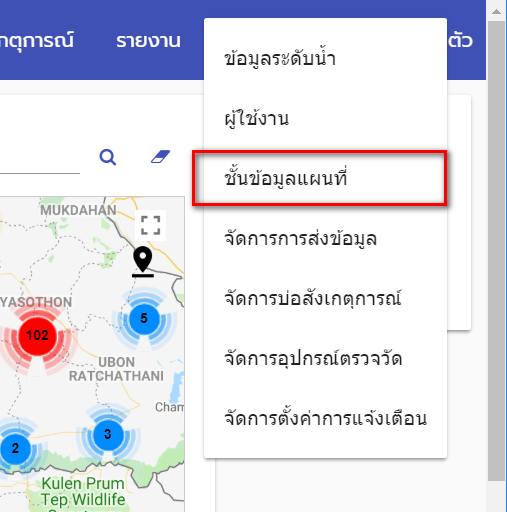 กตุการณ์ รายงาน ตัว
ข้อมูลระดับน้ำ
ผู้ใช้งาน
ชั้นข้อมูลแผนที่
จัดการการส่งข้อมูล
จัดการบ่อสังเกตุการณ์
จัดการอุปกรณ์ตรวจวัด
จัดการตั้งค่าการแจ้งเตือน
MUKDAHAN
YASOTHON
5
102
UBON
RATCHATHANI
Cham
3
2
Kulen Prum
Tep Wildlife